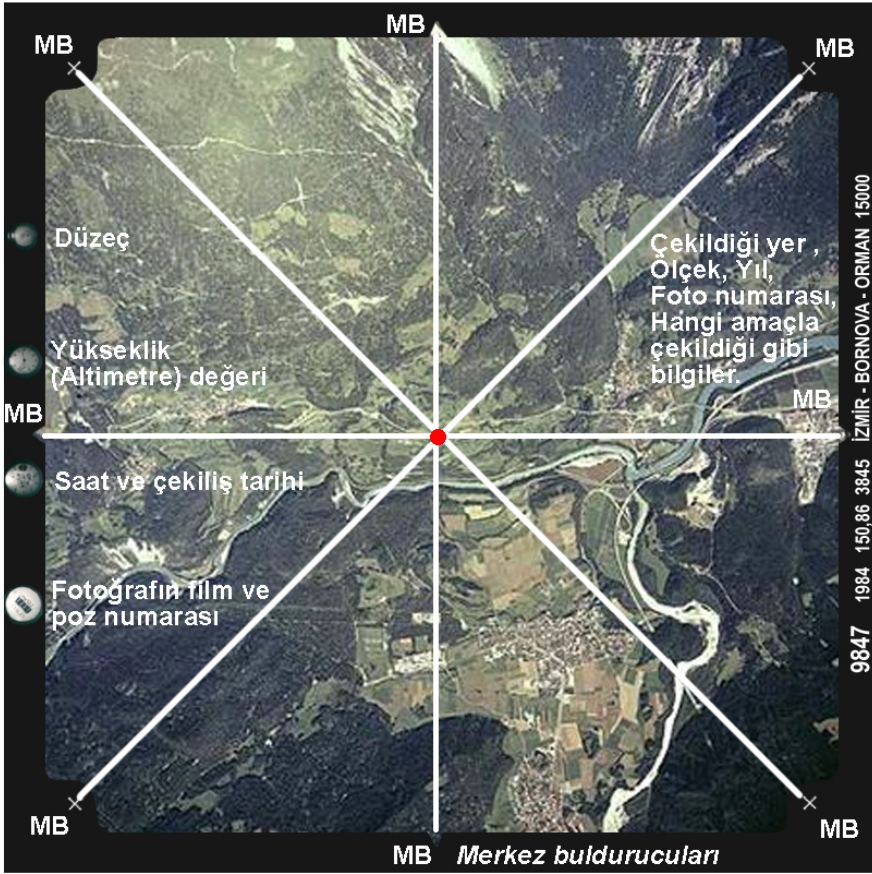 MB
MB
MB
Düzeç
Çekildiği yer ,
Ölçek, Yıl,
Foto numarası,
Hangi amaçla
çekildiği gibi
bilgiler.
Yükseklik
(Altimetre) değeri
MB
MB
Saat ve çekiliş tarihi
Fotoğrafın film ve
poz numarası
MB
MB
MB
Merkez buldurucuları
9847 1984 150,86 3845 İZMİR - BORNOVA - ORMAN 15000